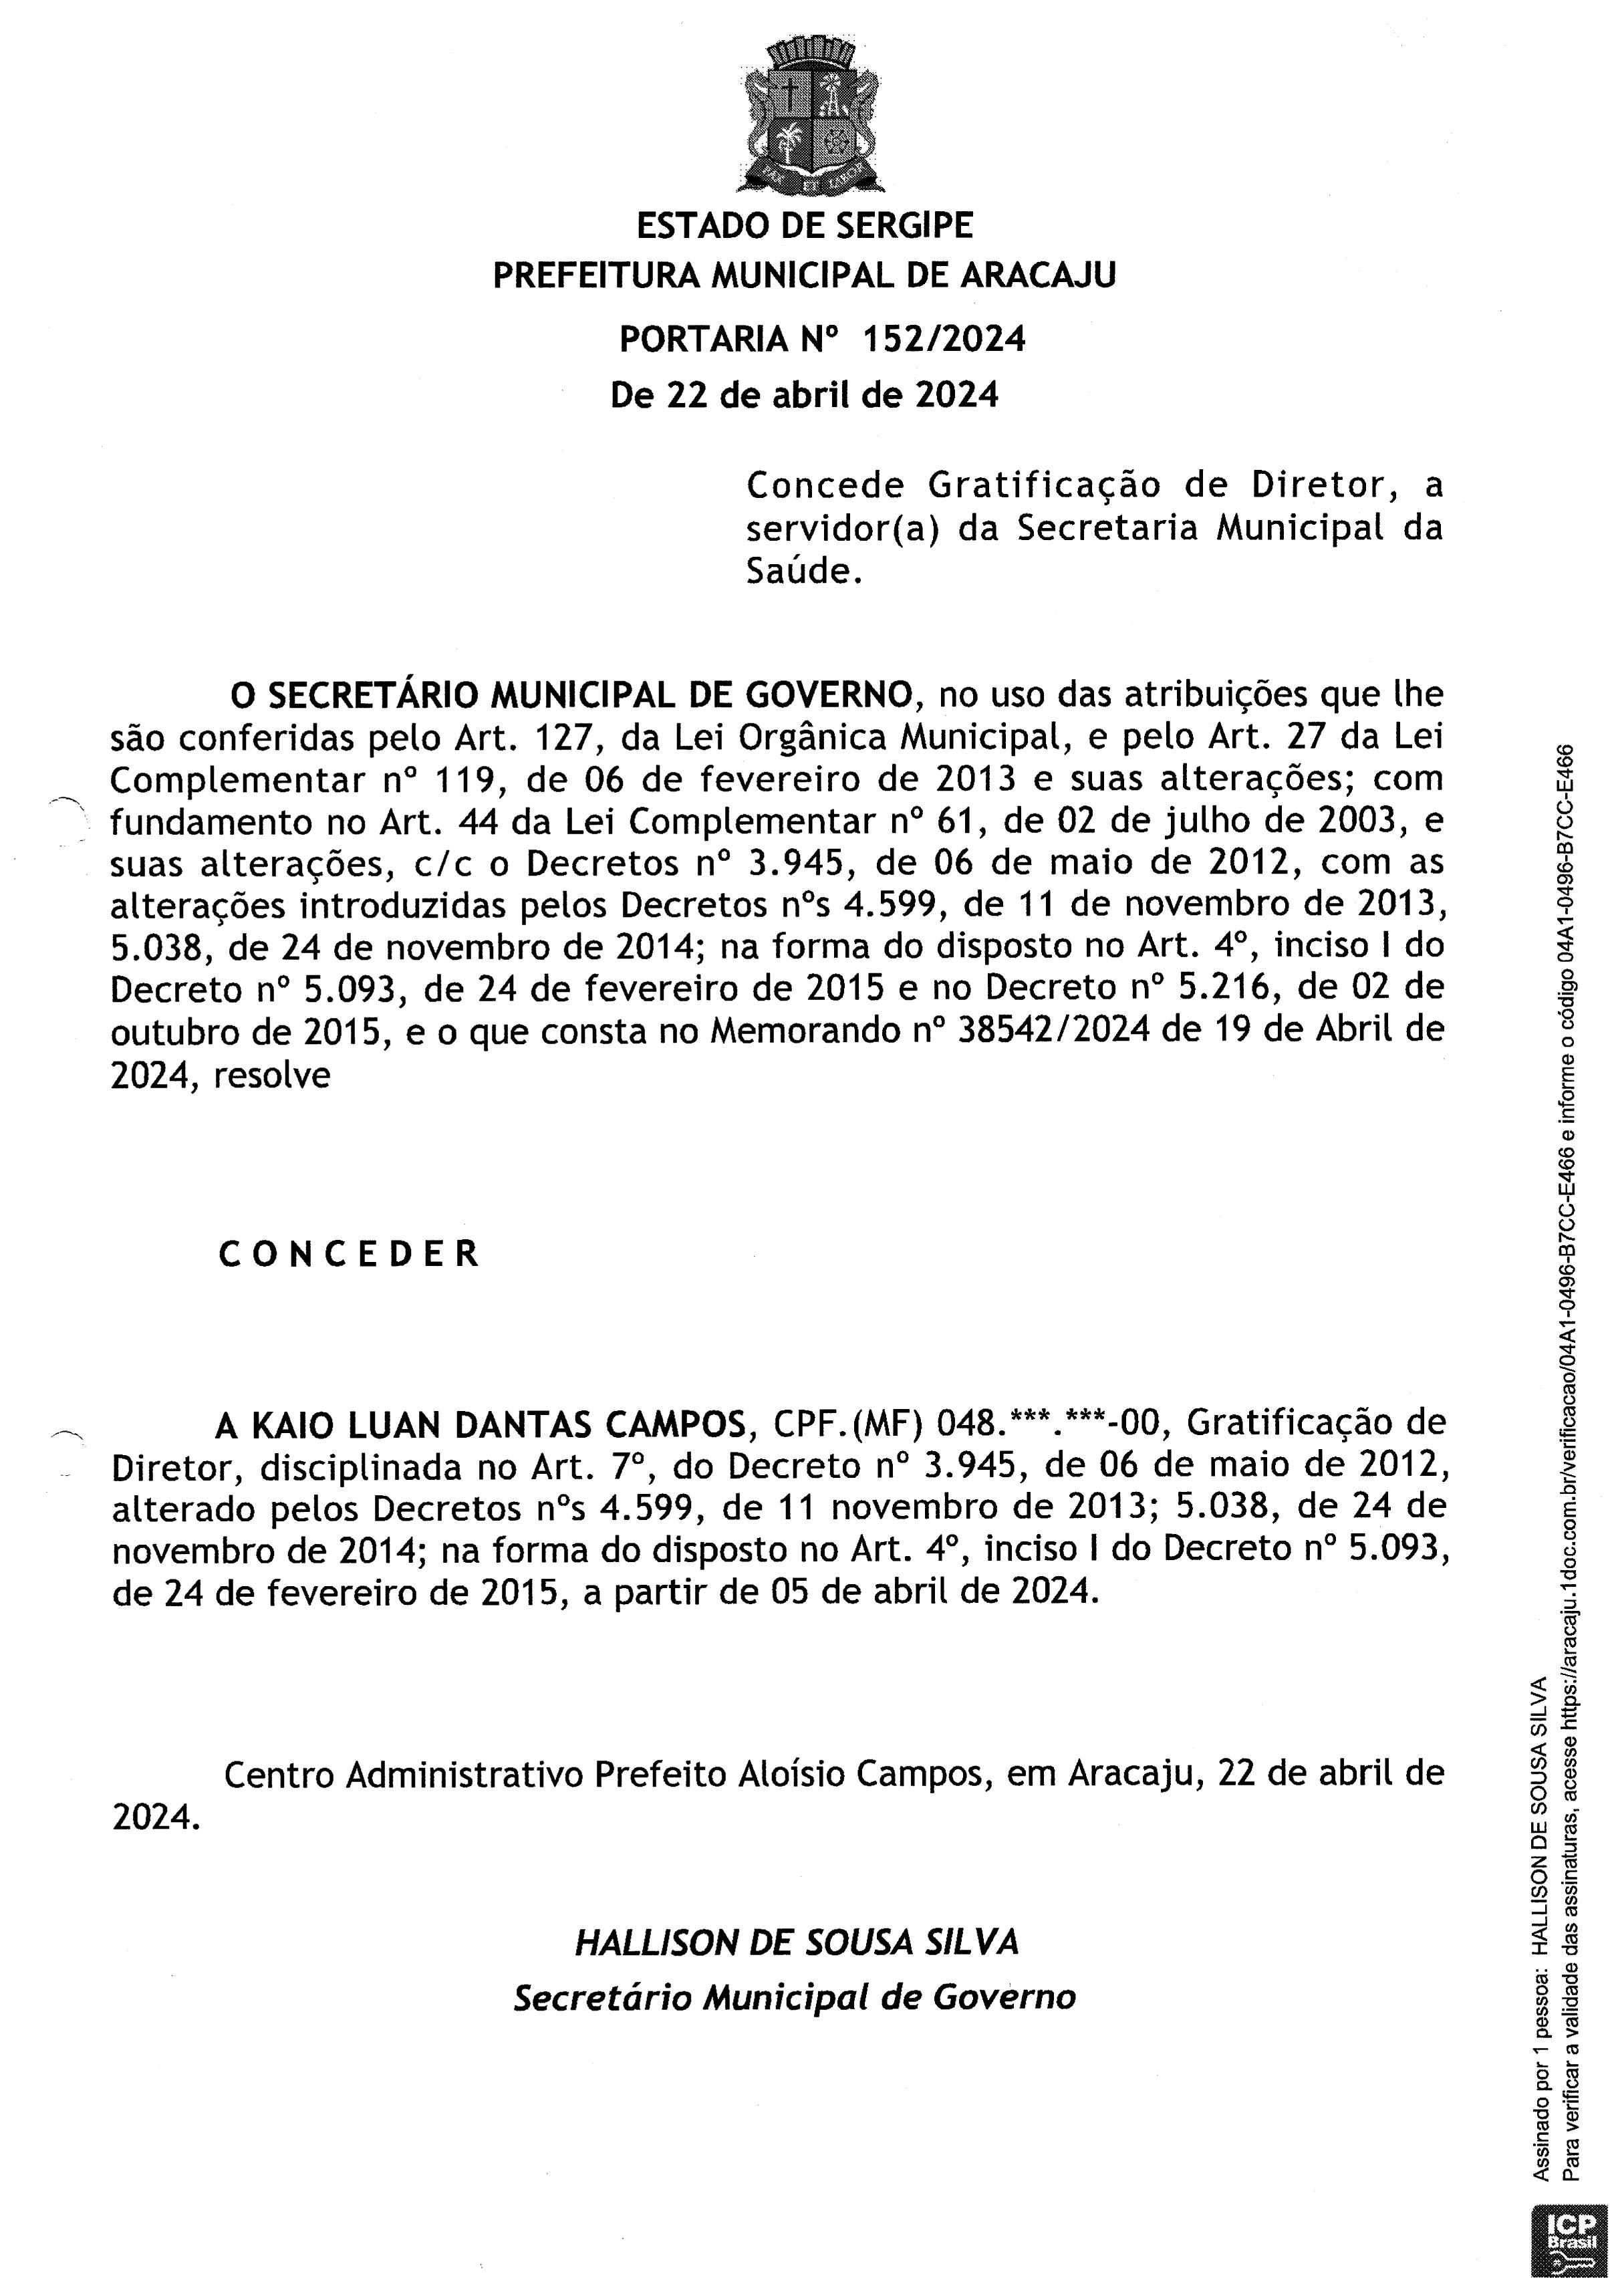 PAX ET LABOR
ESTADO DE SERGIPE
PREFEITURA MUNICIPAL DE ARACAJU
PORTARIA Nº 152/2024
De 22 de abril de 2024
Concede Gratificação de Diretor, a
servidor(a) da Secretaria Municipal da
Saúde.
O SECRETÁRIO MUNICIPAL DE GOVERNO, no uso das atribuições que lhe
são conferidas pelo Art. 127, da Lei Orgânica Municipal, e pelo Art. 27 da Lei
Complementar nº 119, de 06 de fevereiro de 2013 e suas alterações; com
fundamento no Art. 44 da Lei Complementar nº 61, de 02 de julho de 2003, e
suas alterações, c/c o Decretos nº 3.945, de 06 de maio de 2012, com as
alterações introduzidas pelos Decretos nºs 4.599, de 11 de novembro de 2013,
5.038, de 24 de novembro de 2014; na forma do disposto no Art. 4º, inciso I do
Decreto nº 5.093, de 24 de fevereiro de 2015 e no Decreto nº 5.216, de 02 de
outubro de 2015, e o que consta no Memorando nº 38542/2024 de 19 de Abril de
2024, resolve
C O N C E D E R
A KAIO LUAN DANTAS CAMPOS, CPF.(MF) 048.***.***-00, Gratificação de
Diretor, disciplinada no Art. 7º, do Decreto nº 3.945, de 06 de maio de 2012,
alterado pelos Decretos nºs 4.599, de 11 novembro de 2013; 5.038, de 24 de
novembro de 2014; na forma do disposto no Art. 4º, inciso I do Decreto nº 5.093,
de 24 de fevereiro de 2015, a partir de 05 de abril de 2024.
Centro Administrativo Prefeito Aloísio Campos, em Aracaju, 22 de abril de
2024.
HALLISON DE SOUSA SILVA
Secretário Municipal de Governo
Assinado por 1 pessoa: HALLISON DE SOUSA SILVA
Para verificar a validade das assinaturas, acesse https://aracaju.1doc.com.br/verificacao/04A1-0496-B7CC-E466 e informe o código 04A1-0496-B7CC-E466
ICP
Brasil